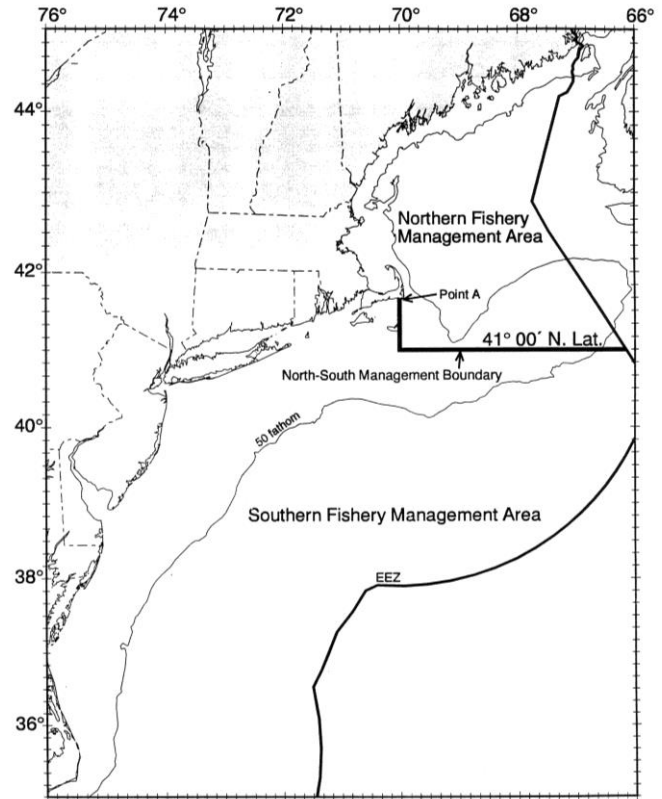 76° 74° 72° 70° 68° 66°
44°
Northern Fishery
Management Area
42°
Point A
41° 00´ N. Lat.
North-South Management Boundary
40°
50 fathom
Southern Fishery Management Area
38°
EEZ
36°